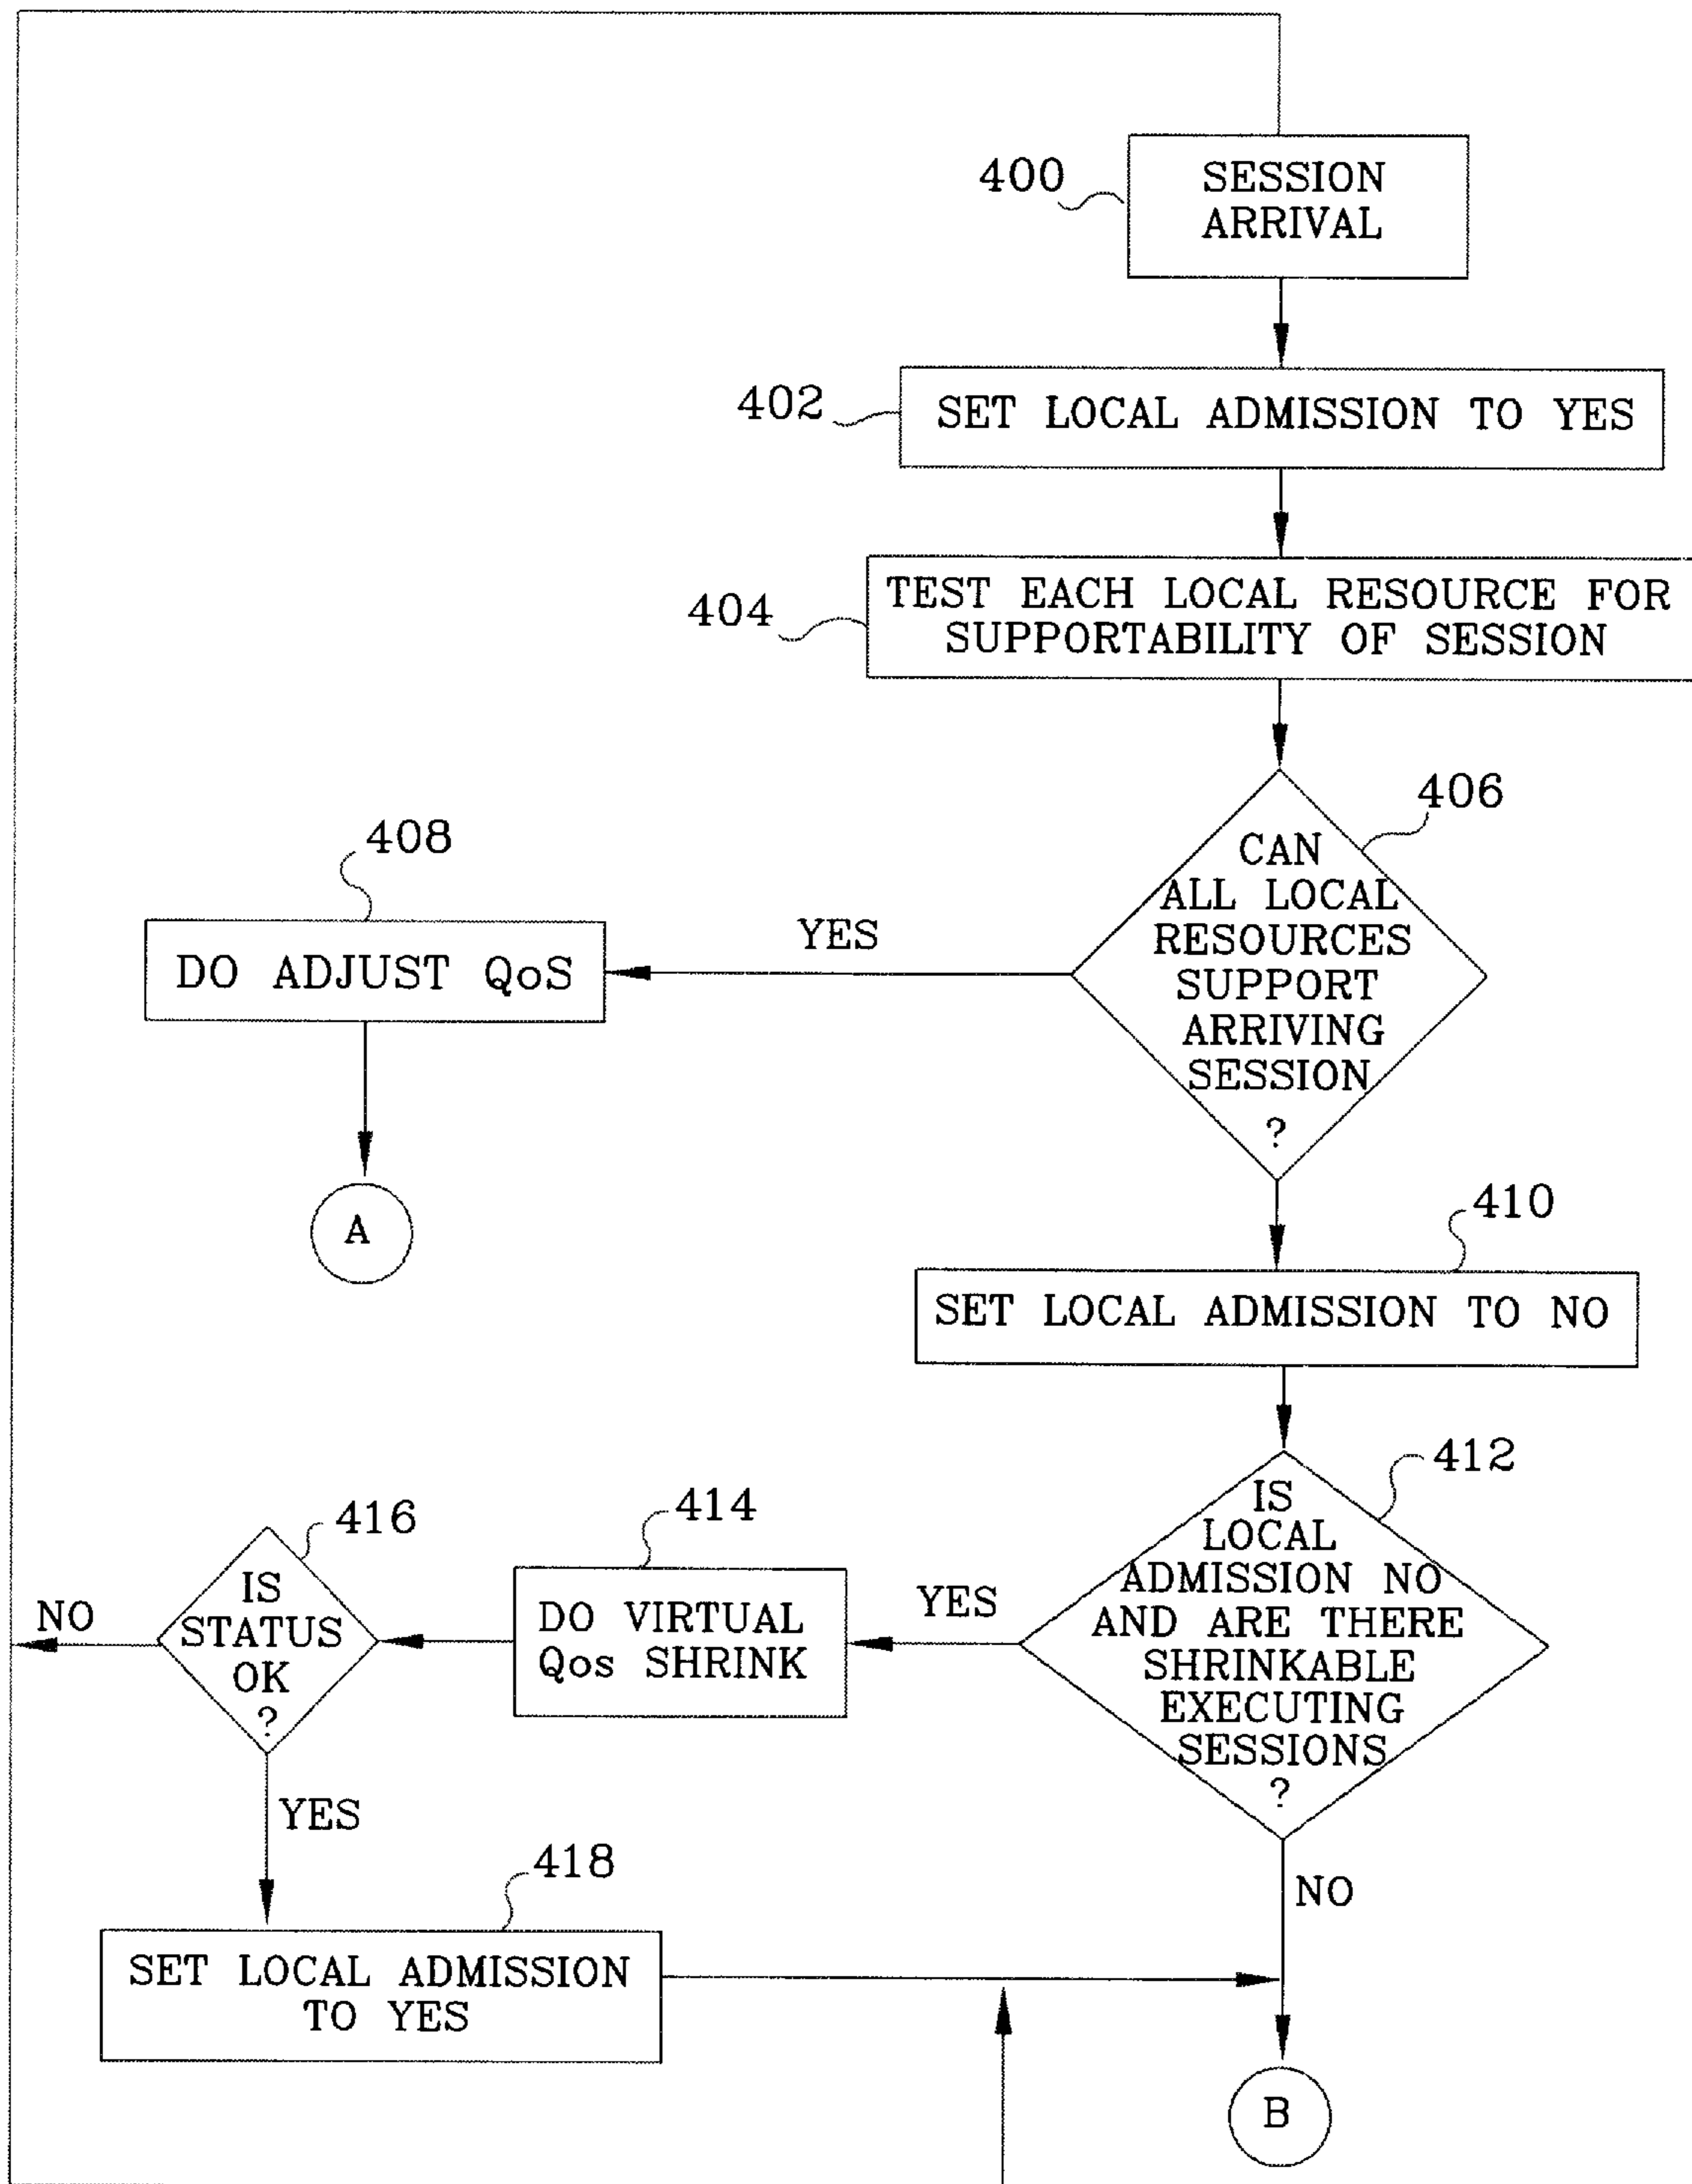 400
SESSION
ARRIVAL
402
SET LOCAL ADMISSION TO YES
404
TEST EACH LOCAL RESOURCE FOR
SUPPORTABILITY OF SESSION
406
CAN
ALL LOCAL
RESOURCES
SUPPORT
ARRIVING
SESSION
?
YES
408
DO ADJUST QoS
A
410
SET LOCAL ADMISSION TO NO
412
IS
LOCAL
ADMISSION NO
AND ARE THERE
SHRINKABLE
EXECUTING
SESSIONS
?
YES
414
DO VIRTUAL
Qos SHRINK
416
IS
STATUS
OK
?
NO
YES
418
SET LOCAL ADMISSION
TO YES
NO
B